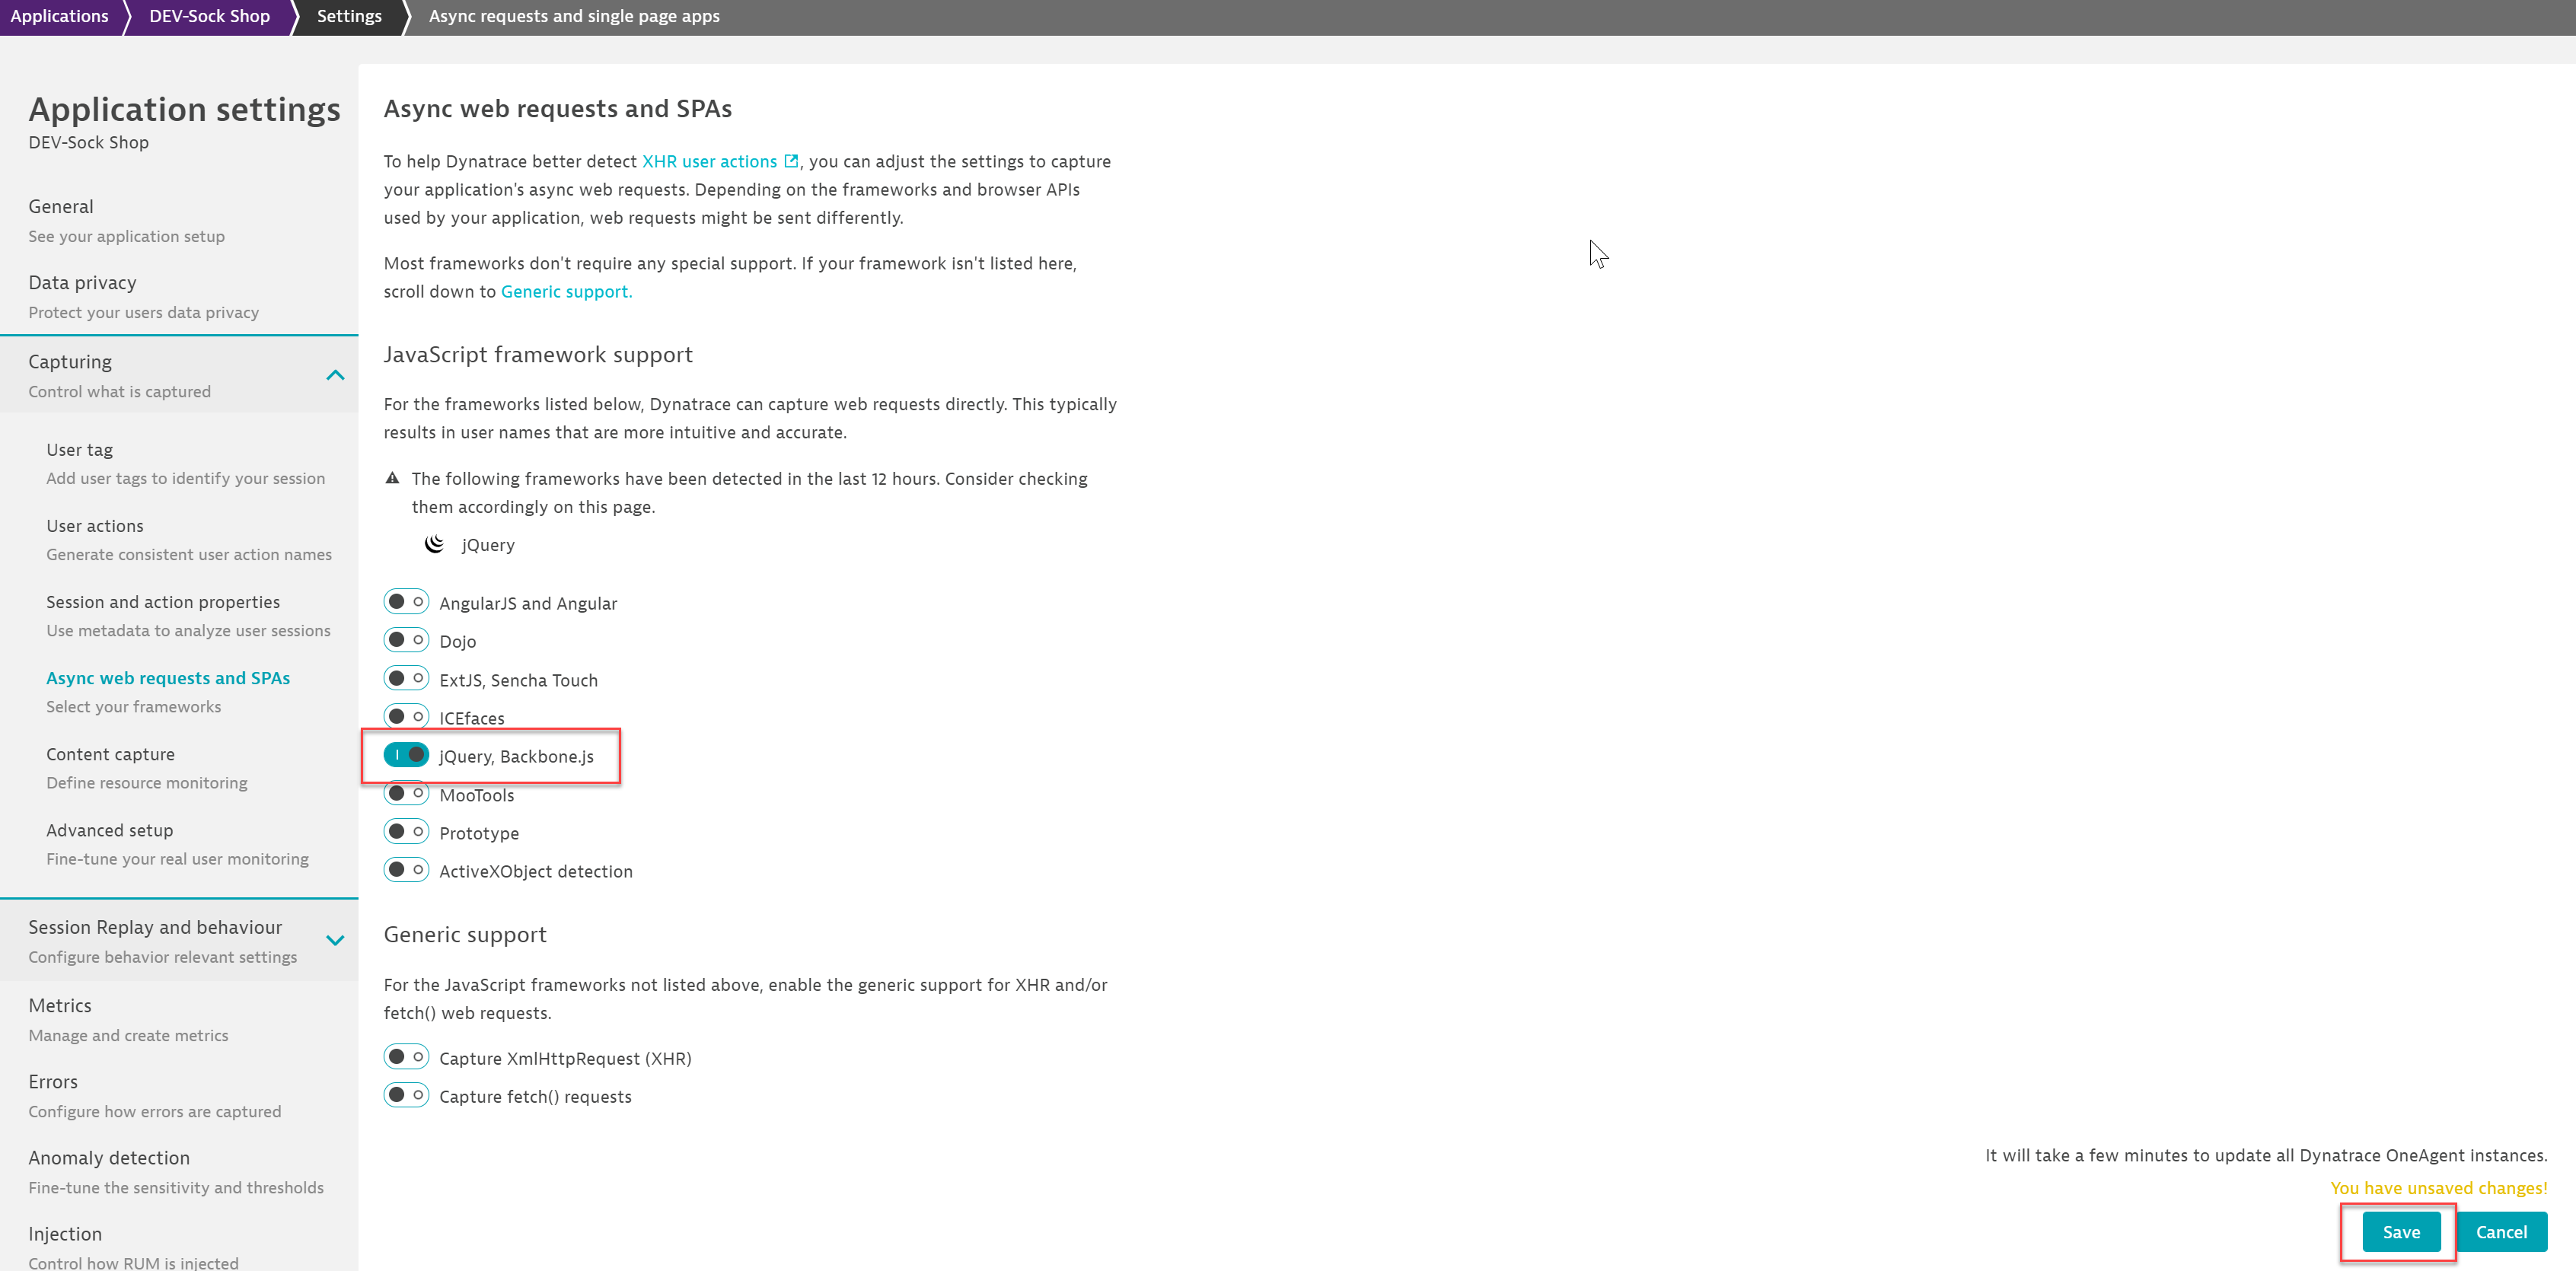 Applications
DEV-Sock Shop
Settings
Async requests and single page apps
Application settings
DEV-Sock Shop
General
See your application setup
Data privacy
Protect your users data privacy
Capturing
Control what is captured
User tag
Add user tags to identify your session
User actions
Generate consistent user action names
Session and action properties
Use metadata to analyze user sessions
Async web requests and SPAs
Select your frameworks
Content capture
Define resource monitoring
Advanced setup
Fine-tune your real user monitoring
Session Replay and behaviour
Configure behavior relevant settings
Metrics
Manage and create metrics
Errors
Configure how errors are captured
Anomaly detection
Fine-tune the sensitivity and thresholds
Injection
Control how RUM is injected
Async web requests and SPAs
To help Dynatrace better detect XHR user actions , you can adjust the settings to capture
your application's async web requests. Depending on the frameworks and browser APIs
used by your application, web requests might be sent differently.
Most frameworks don't require any special support. If your framework isn't listed here,
scroll down to Generic support.
JavaScript framework support
For the frameworks listed below, Dynatrace can capture web requests directly. This typically
results in user names that are more intuitive and accurate.
The following frameworks have been detected in the last 12 hours. Consider checking
them accordingly on this page.
jQuery
AngularJS and Angular
Dojo
ExtJS, Sencha Touch
ICEfaces
jQuery, Backbone.js
MooTools
Prototype
ActiveXObject detection
Generic support
For the JavaScript frameworks not listed above, enable the generic support for XHR and/or
fetch() web requests.
Capture XmlHttpRequest (XHR)
Capture fetch() requests
It will take a few minutes to update all Dynatrace OneAgent instances.
You have unsaved changes!
Save
Cancel